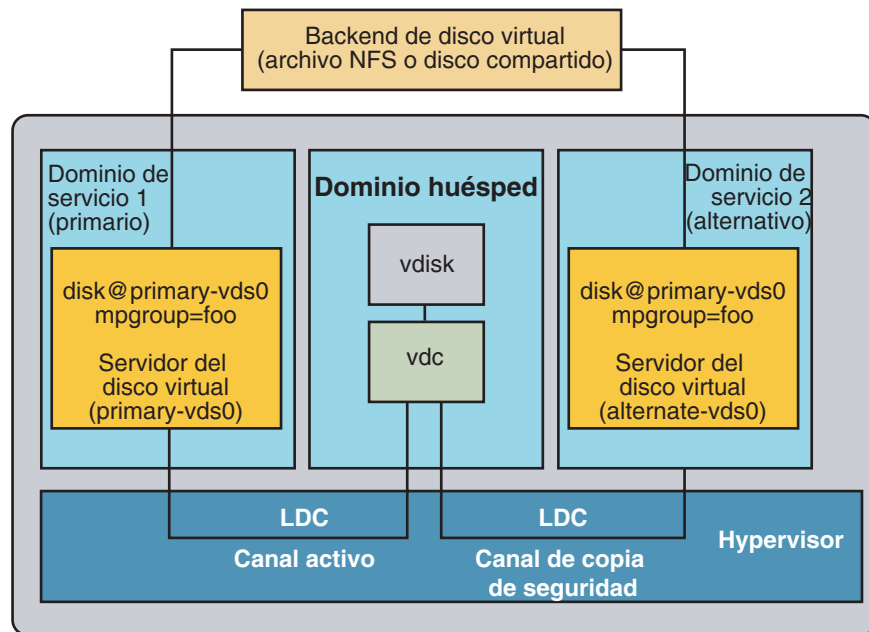 Backend de disco virtual
(archivo NFS o disco compartido)
Dominio de
servicio 1
(primario)
disk@primary-vds0
mpgroup=foo
Servidor del
disco virtual
(primary-vds0)
Dominio huésped
vdisk
vdc
Dominio de
servicio 2
(alternativo)
disk@primary-vds0
mpgroup=foo
Servidor del
disco virtual
(alternate-vds0)
LDC
Canal activo
LDC
Canal de copia
de seguridad
Hypervisor